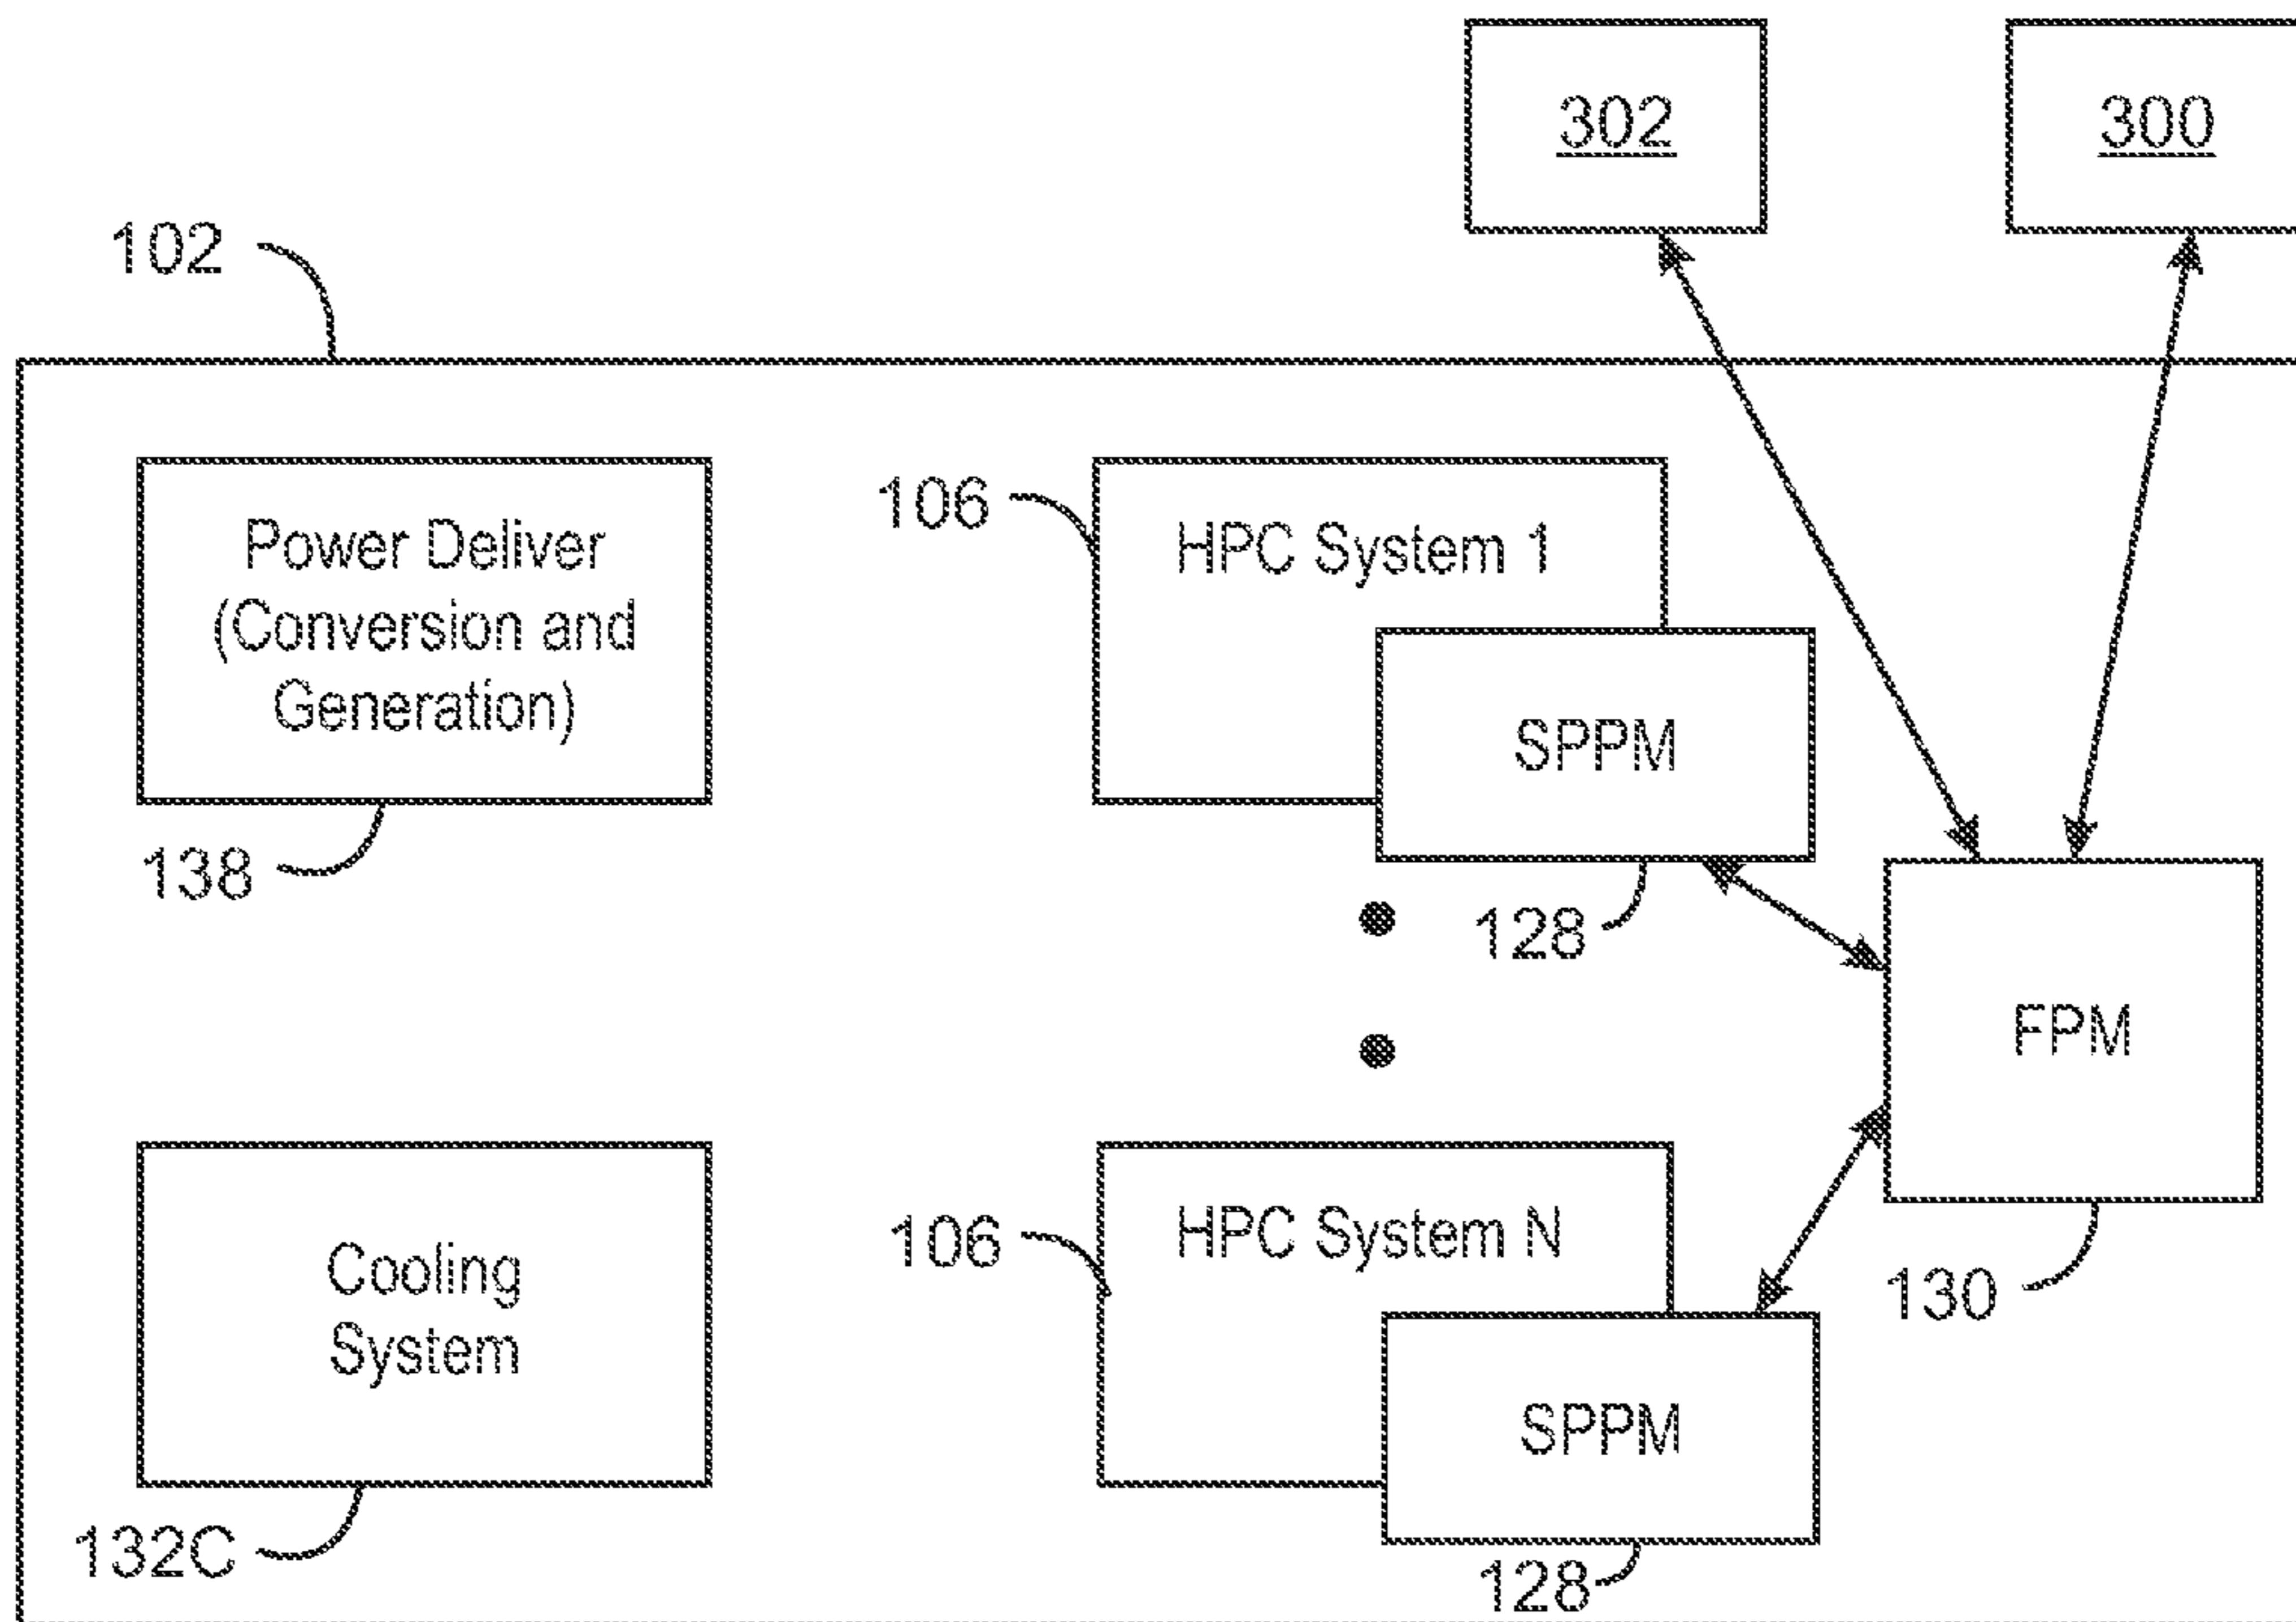 302
300
102
106
Power Deliver
(Conversion and
Generation)
HPC System 1
SPPM
138
128
FPM
106
HPC System N
130
Cooling
System
SPPM
132C
128